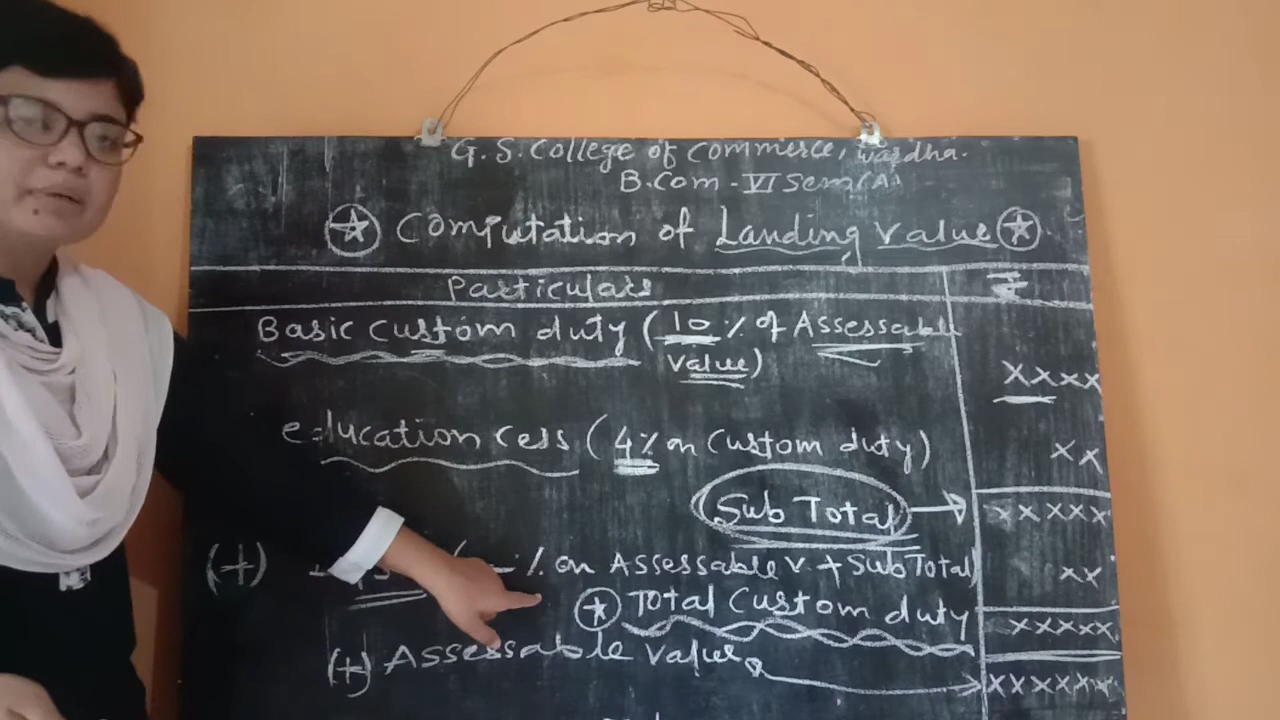 G. S. College of Commerce, Wardha.
B.Com - VI Sem (A)
Computation of Landing Value
Particulars ₹
Basic Custom duty (10 % of Assessable
Value) XXXX
education cess (4% on Custom duty) XX
Sub Total → XXXXX
(+) % on Assessable V. + Sub Total) XX
Total Custom duty XXXXX
(+) Assessable Value → XXXXXX